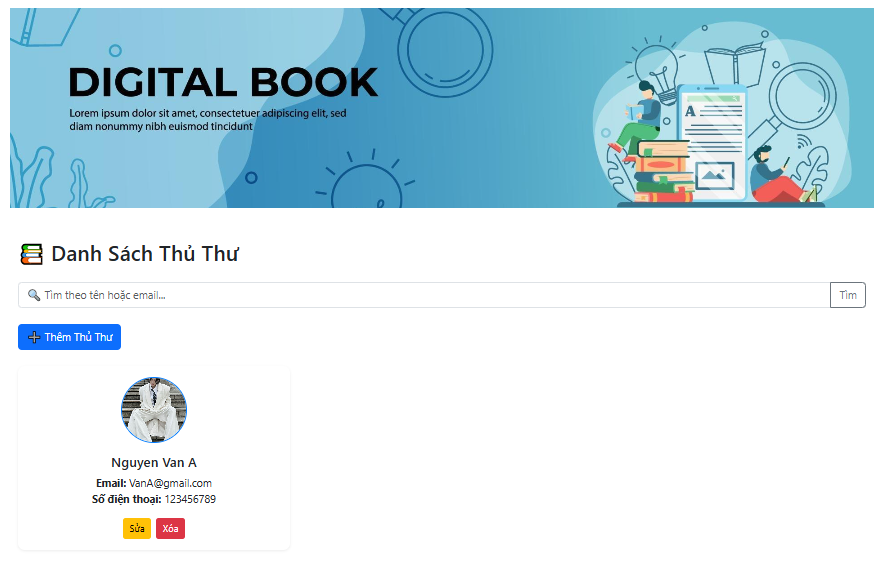 DIGITAL BOOK
Lorem ipsum dolor sit amet, consectetuer adipiscing elit, sed
diam nonummy nibh euismod tincidunt
A
A
Danh Sách Thủ Thư
Tìm theo tên hoặc email...
Tìm
Thêm Thủ Thư
Nguyen Van A
Email: VanA@gmail.com
Số điện thoại: 123456789
Sửa
Xóa